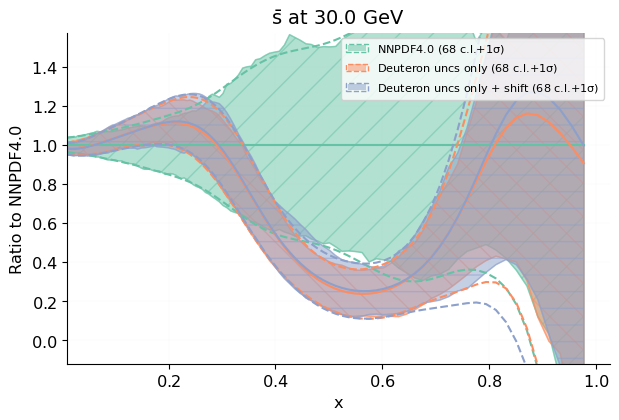 s̄ at 30.0 GeV
NNPDF4.0 (68 c.l.+1σ)
Deuteron uncs only (68 c.l.+1σ)
Deuteron uncs only + shift (68 c.l.+1σ)
Ratio to NNPDF4.0
1.4
1.2
1.0
0.8
0.6
0.4
0.2
0.0
0.2
0.4
0.6
0.8
1.0
x